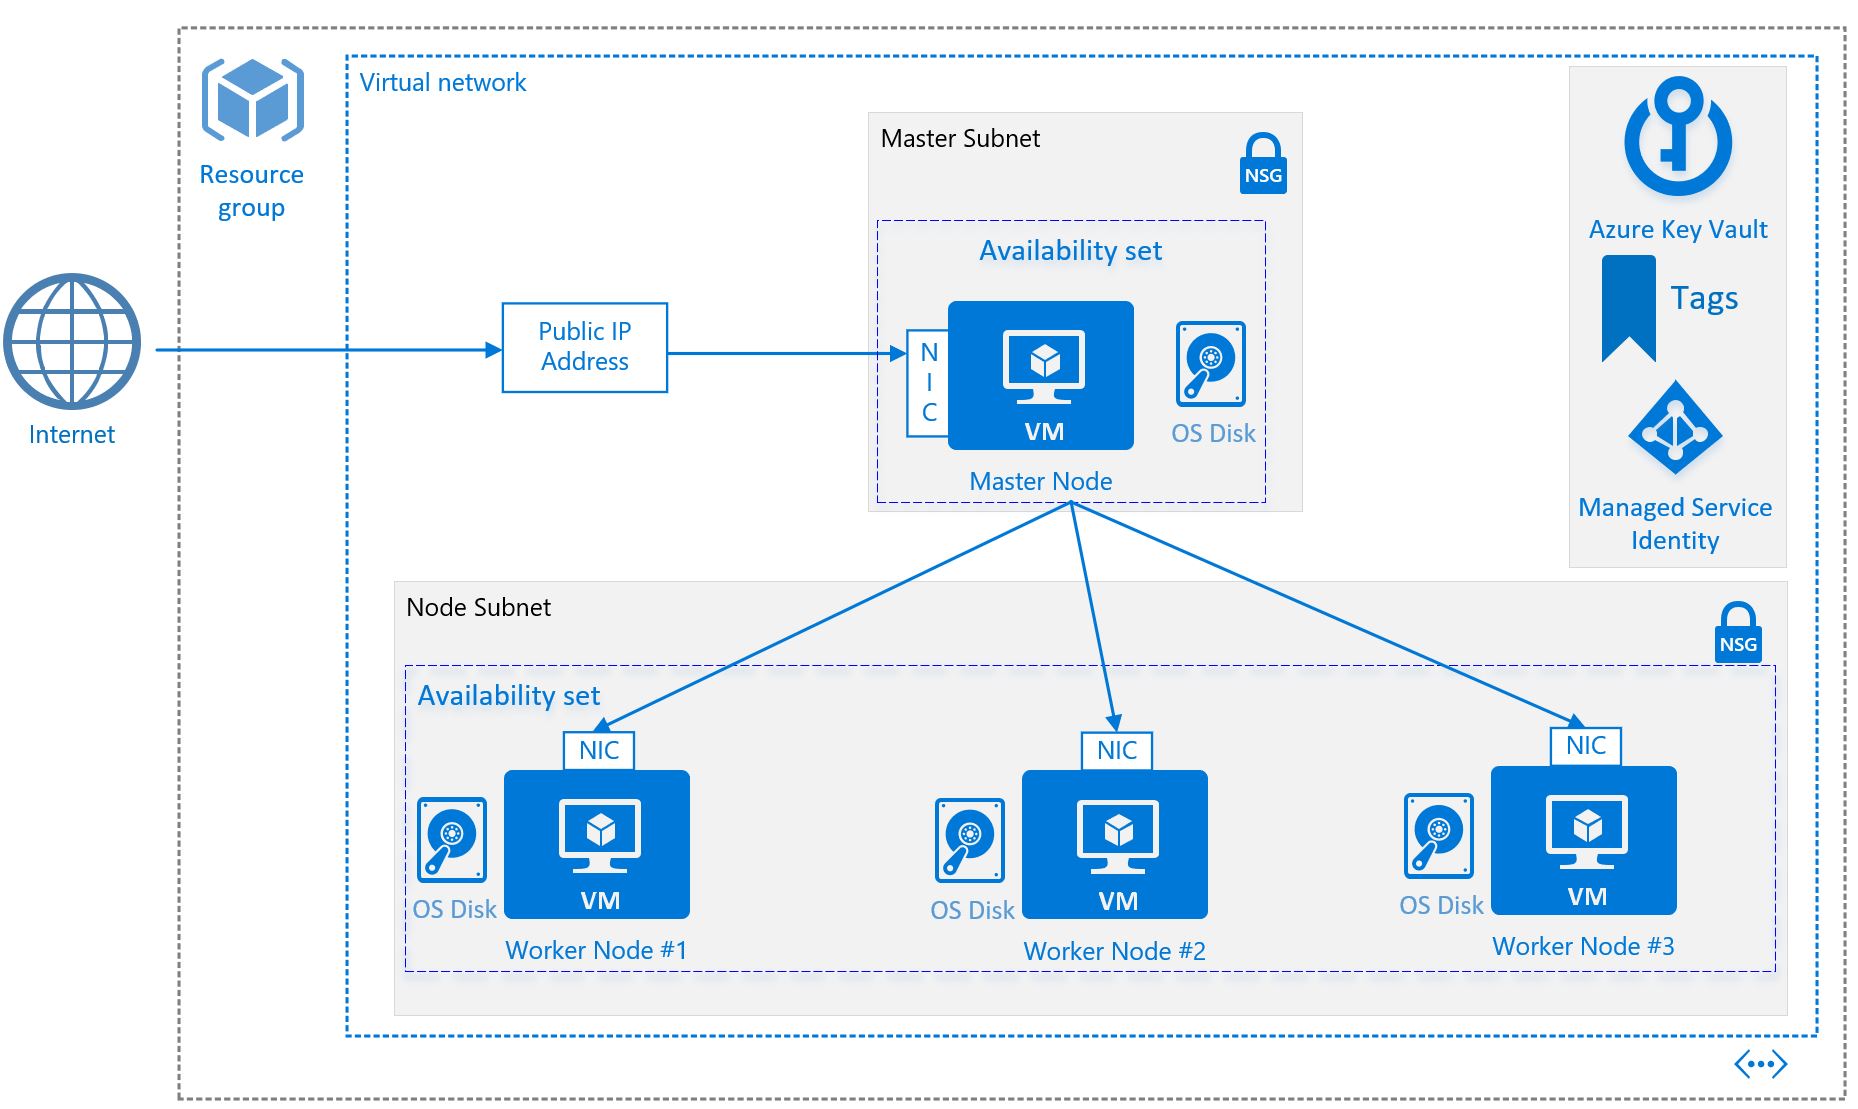 Virtual network
Resource
group
Internet
Public IP
Address
Master Subnet
NSG
Availability set
N
I
C
VM
OS Disk
Master Node
Azure Key Vault
Tags
Managed Service
Identity
Node Subnet
NSG
Availability set
NIC
OS Disk
VM
Worker Node #1
NIC
OS Disk
VM
Worker Node #2
NIC
OS Disk
VM
Worker Node #3